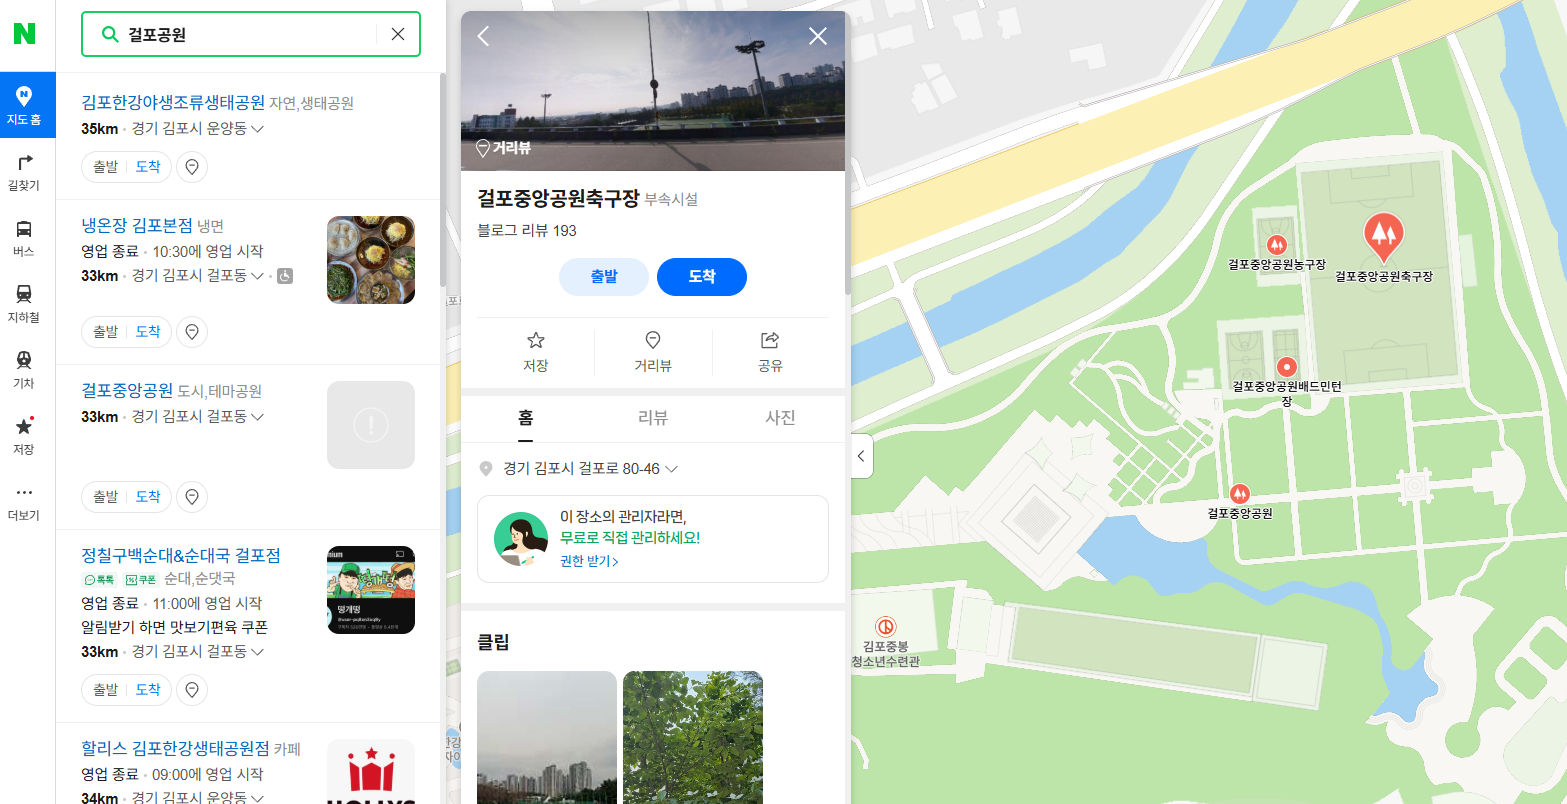 N
지도 홈
길찾기
버스
지하철
기차
저장
더보기
걸포공원
김포한강야생조류생태공원 자연,생태공원
35km · 경기 김포시 운양동
출발 도착
냉온장 김포본점 냉면
영업 종료 · 10:30에 영업 시작
33km · 경기 김포시 걸포동
출발 도착
걸포중앙공원 도시,테마공원
33km · 경기 김포시 걸포동
출발 도착
정칠구백순대&순대국 걸포점
톡톡 쿠폰 순대,순댓국
영업 종료 · 11:00에 영업 시작
알림받기 하면 맛보기편육 쿠폰
33km · 경기 김포시 걸포동
출발 도착
떵개떵
할리스 김포한강생태공원점 카페
영업 종료 · 09:00에 영업 시작
34km · 경기 김포시 운양동
HOLLYS
거리뷰
걸포중앙공원축구장 부속시설
블로그 리뷰 193
출발 도착
저장 거리뷰 공유
홈 리뷰 사진
경기 김포시 걸포로 80-46
이 장소의 관리자라면,
무료로 직접 관리하세요!
권한 받기
클립
걸포중앙공원농구장
걸포중앙공원축구장
걸포중앙공원배드민턴
장
걸포중앙공원
김포중봉
청소년수련관